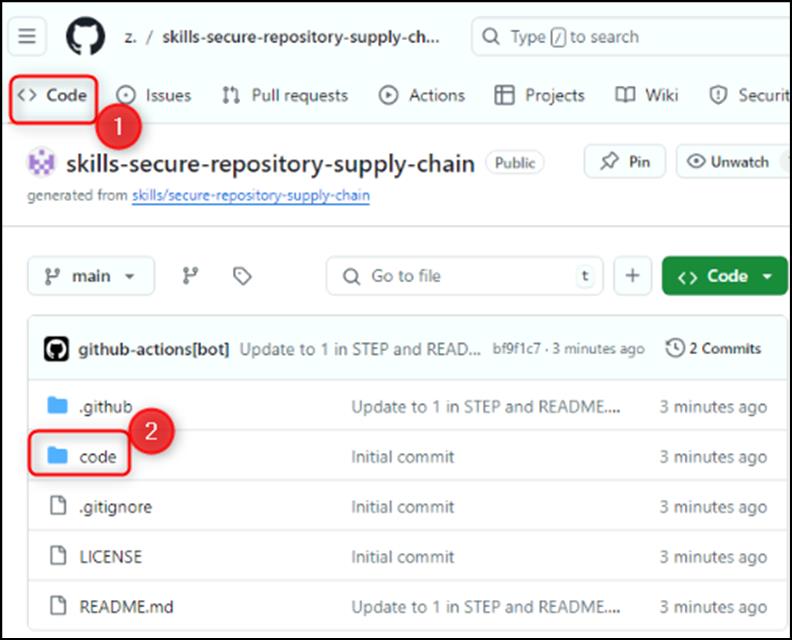 z. / skills-secure-repository-supply-ch... Type / to search
Code Issues Pull requests Actions Projects Wiki Securit
1
skills-secure-repository-supply-chain Public Pin Unwatch
generated from skills/secure-repository-supply-chain
main Go to file t + Code
github-actions[bot] Update to 1 in STEP and READ... bf9f1c7 · 3 minutes ago 2 Commits
.github Update to 1 in STEP and README.... 3 minutes ago
2
code Initial commit 3 minutes ago
.gitignore Initial commit 3 minutes ago
LICENSE Initial commit 3 minutes ago
README.md Update to 1 in STEP and README.... 3 minutes ago